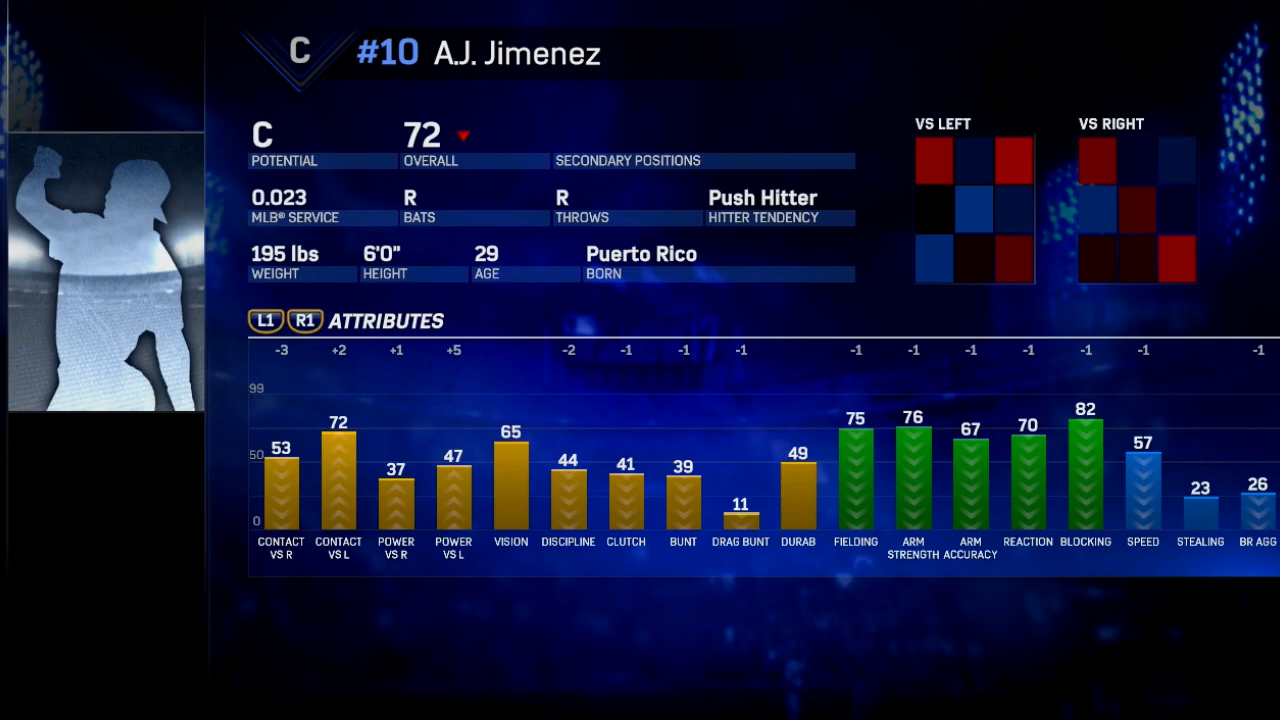 C #10 A.J. Jimenez
C 72
POTENTIAL OVERALL SECONDARY POSITIONS
0.023 R R Push Hitter
MLB® SERVICE BATS THROWS HITTER TENDENCY
195 lbs 6'0" 29 Puerto Rico
WEIGHT HEIGHT AGE BORN
VS LEFT VS RIGHT
L1 R1 ATTRIBUTES
-3 +2 +1 +5 -2 -1 -1 -1 -1 -1 -1 -1 -1 -1 -1
99
50
0
53 72 37 47 65 44 41 39 11 49 75 76 67 70 82 57 23 26
CONTACT VS R CONTACT VS L POWER VS R POWER VS L VISION DISCIPLINE CLUTCH BUNT DRAG BUNT DURAB FIELDING ARM STRENGTH ARM ACCURACY REACTION BLOCKING SPEED STEALING BR AGG